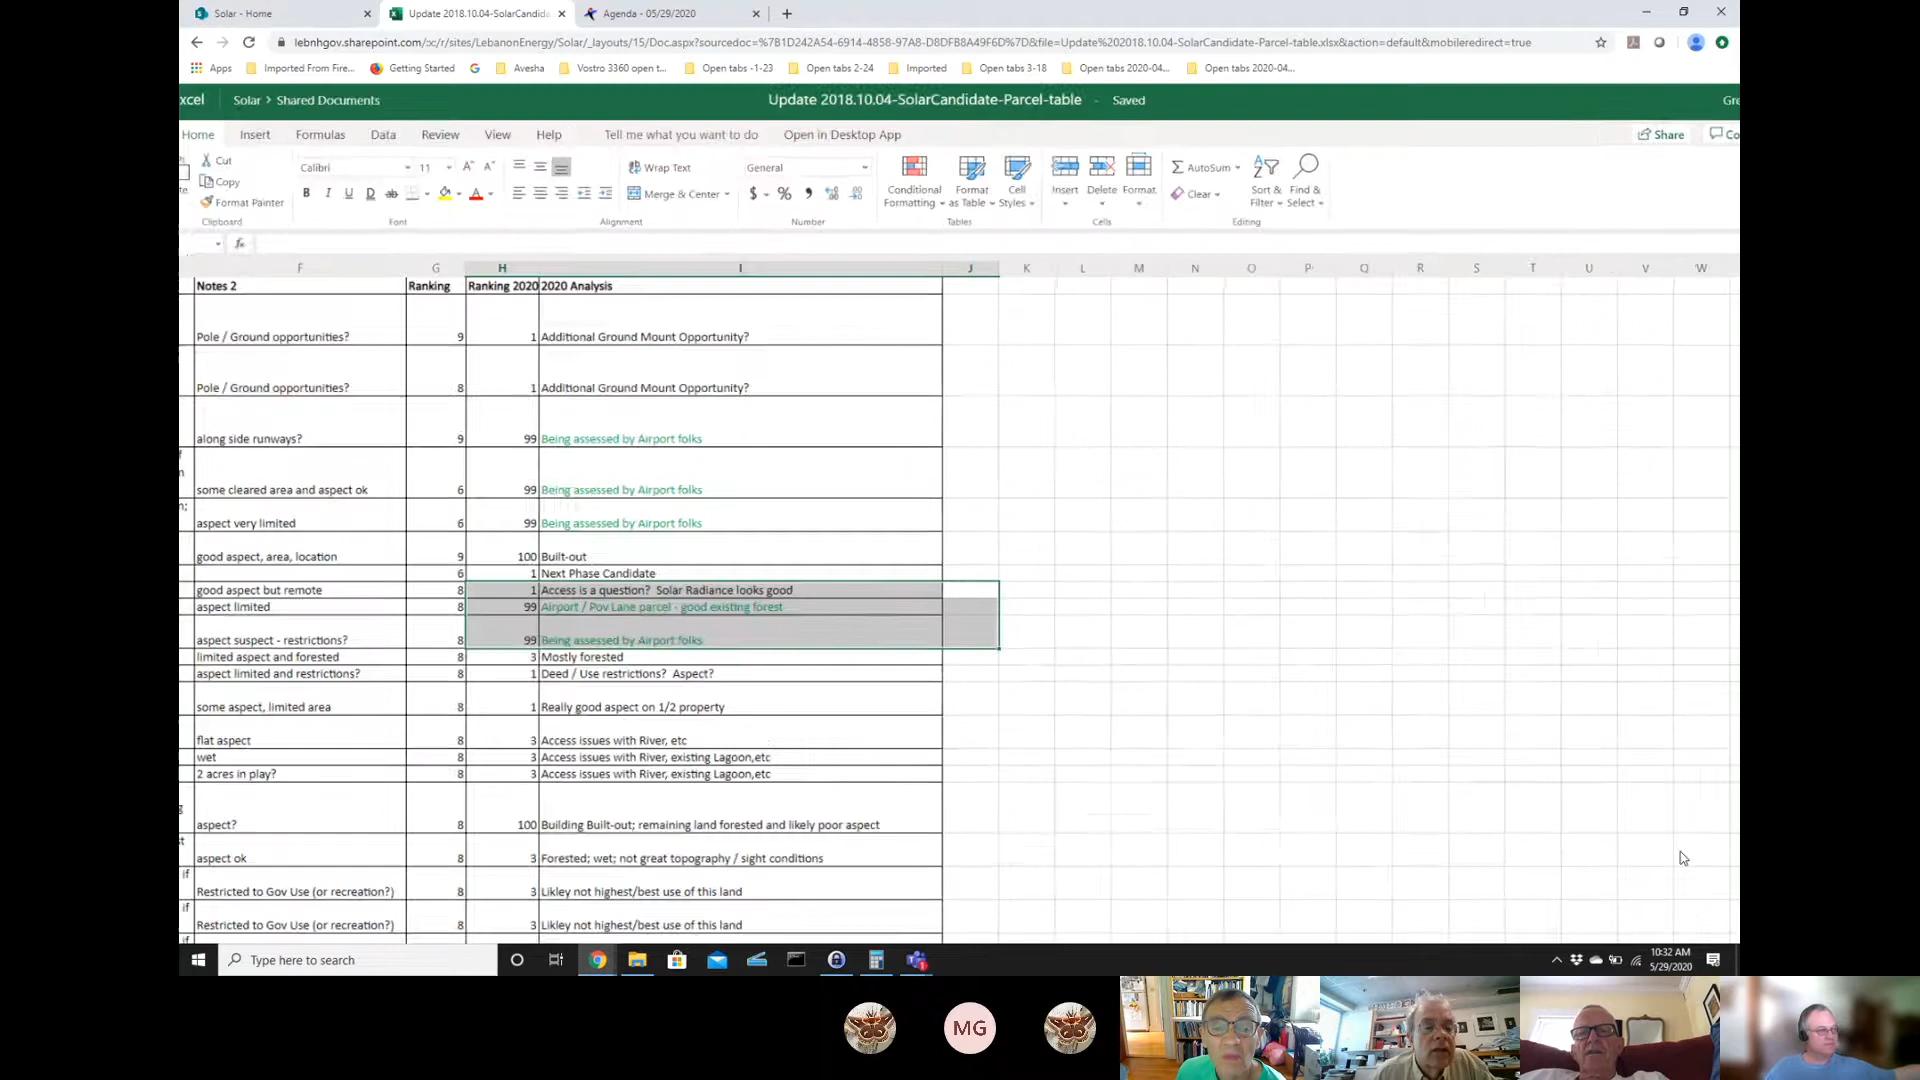 Solar - Home
Update 2018.10.04-SolarCandida
Agenda - 05/29/2020
lebnhgov.sharepoint.com/:x:/r/sites/LebanonEnergy/Solar/_layouts/15/Doc.aspx?sourcedoc=%7B1D242A54-6914-4858-97A8-D8DFB8A49F6D%7D&file=Update%202018.10.04-SolarCandidate-Parcel-table.xlsx&action=default&mobileredirect=true
Apps Imported From Fire... Getting Started Avesha Vostro 3360 open t... Open tabs -1-23 Open tabs 2-24 Imported Open tabs 3-18 Open tabs 2020-04... Open tabs 2020-04...
xcel Solar > Shared Documents Update 2018.10.04-SolarCandidate-Parcel-table - Saved Gre
Home Insert Formulas Data Review View Help Tell me what you want to do Open in Desktop App Share Co
Cut
Copy
Format Painter
Clipboard
Calibri 11
B I U D ab
Font
Wrap Text
Merge & Center
Alignment
General
$ % 9
Number
Conditional Formatting
Format as Table
Cell Styles
Tables
Insert Delete Format
Cells
AutoSum
Clear
Sort & Filter
Find & Select
Editing
fx
F G H I J K L M N O P Q R S T U V W
Notes 2 Ranking Ranking 2020 2020 Analysis
Pole / Ground opportunities? 9 1 Additional Ground Mount Opportunity?
Pole / Ground opportunities? 8 1 Additional Ground Mount Opportunity?
along side runways? 9 99 Being assessed by Airport folks
f
n
some cleared area and aspect ok 6 99 Being assessed by Airport folks
n;
aspect very limited 6 99 Being assessed by Airport folks
good aspect, area, location 9 100 Built-out
6 1 Next Phase Candidate
good aspect but remote 8 1 Access is a question? Solar Radiance looks good
aspect limited 8 99 Airport / Pov Lane parcel - good existing forest
aspect suspect - restrictions? 8 99 Being assessed by Airport folks
limited aspect and forested 8 3 Mostly forested
aspect limited and restrictions? 8 1 Deed / Use restrictions? Aspect?
some aspect, limited area 8 1 Really good aspect on 1/2 property
flat aspect 8 3 Access issues with River, etc
wet 8 3 Access issues with River, existing Lagoon,etc
2 acres in play? 8 3 Access issues with River, existing Lagoon,etc
g
aspect? 8 100 Building Built-out; remaining land forested and likely poor aspect
st
aspect ok 8 3 Forested; wet; not great topography / sight conditions
if
Restricted to Gov Use (or recreation?) 8 3 Likley not highest/best use of this land
if
Restricted to Gov Use (or recreation?) 8 3 Likley not highest/best use of this land
if
Type here to search
10:32 AM
5/29/2020
MG